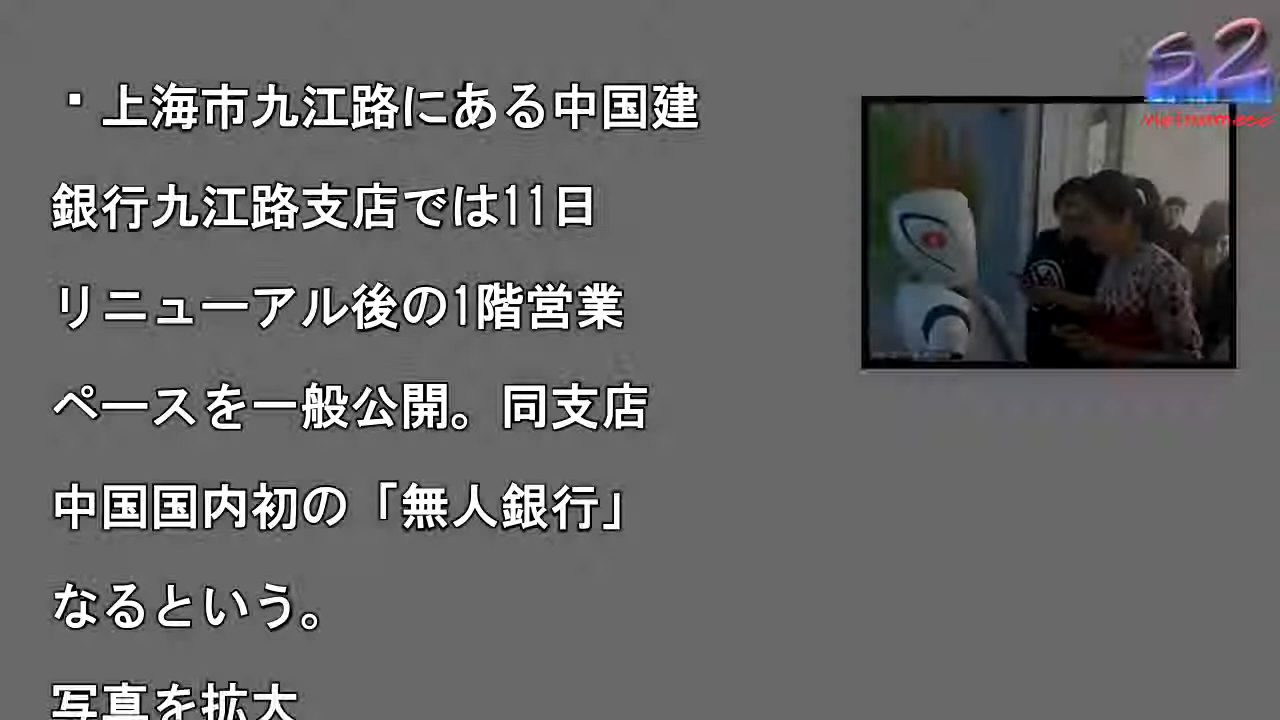 ・上海市九江路にある中国建
銀行九江路支店では11日
リニューアル後の1階営業
ペースを一般公開。同支店
中国国内初の「無人銀行」
なるという。
写真を拡大
S2
vietnamese